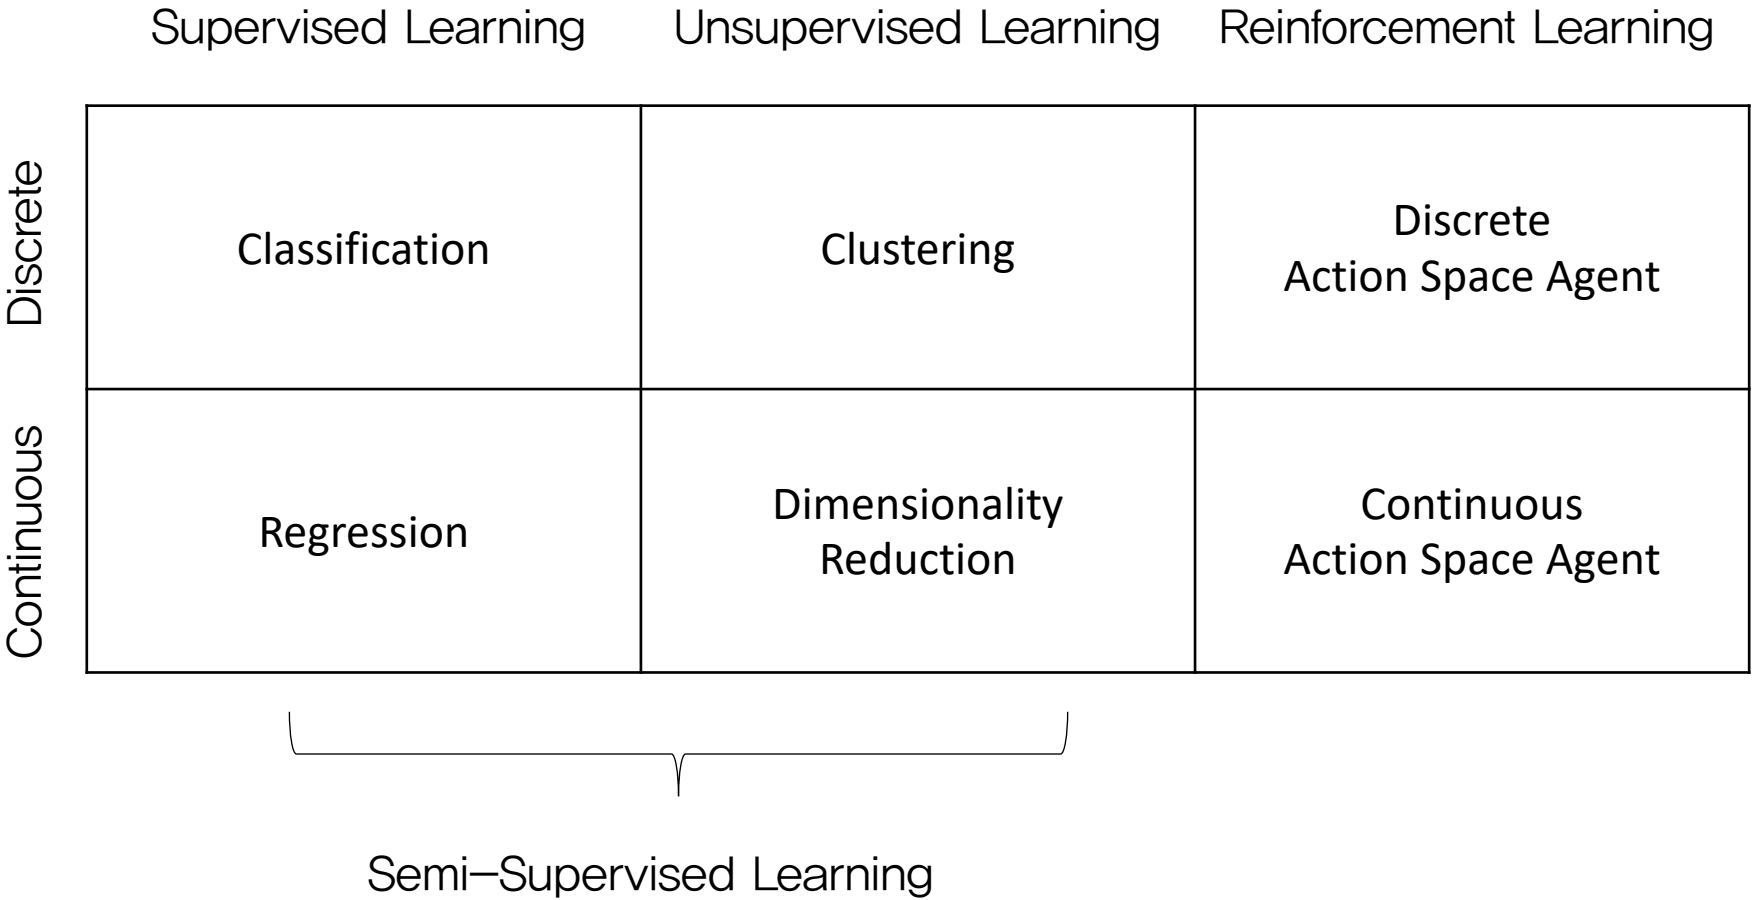 Supervised Learning
Unsupervised Learning
Reinforcement Learning
Discrete
Classification
Clustering
Discrete
Action Space Agent
Continuous
Regression
Dimensionality
Reduction
Continuous
Action Space Agent
Semi-Supervised Learning